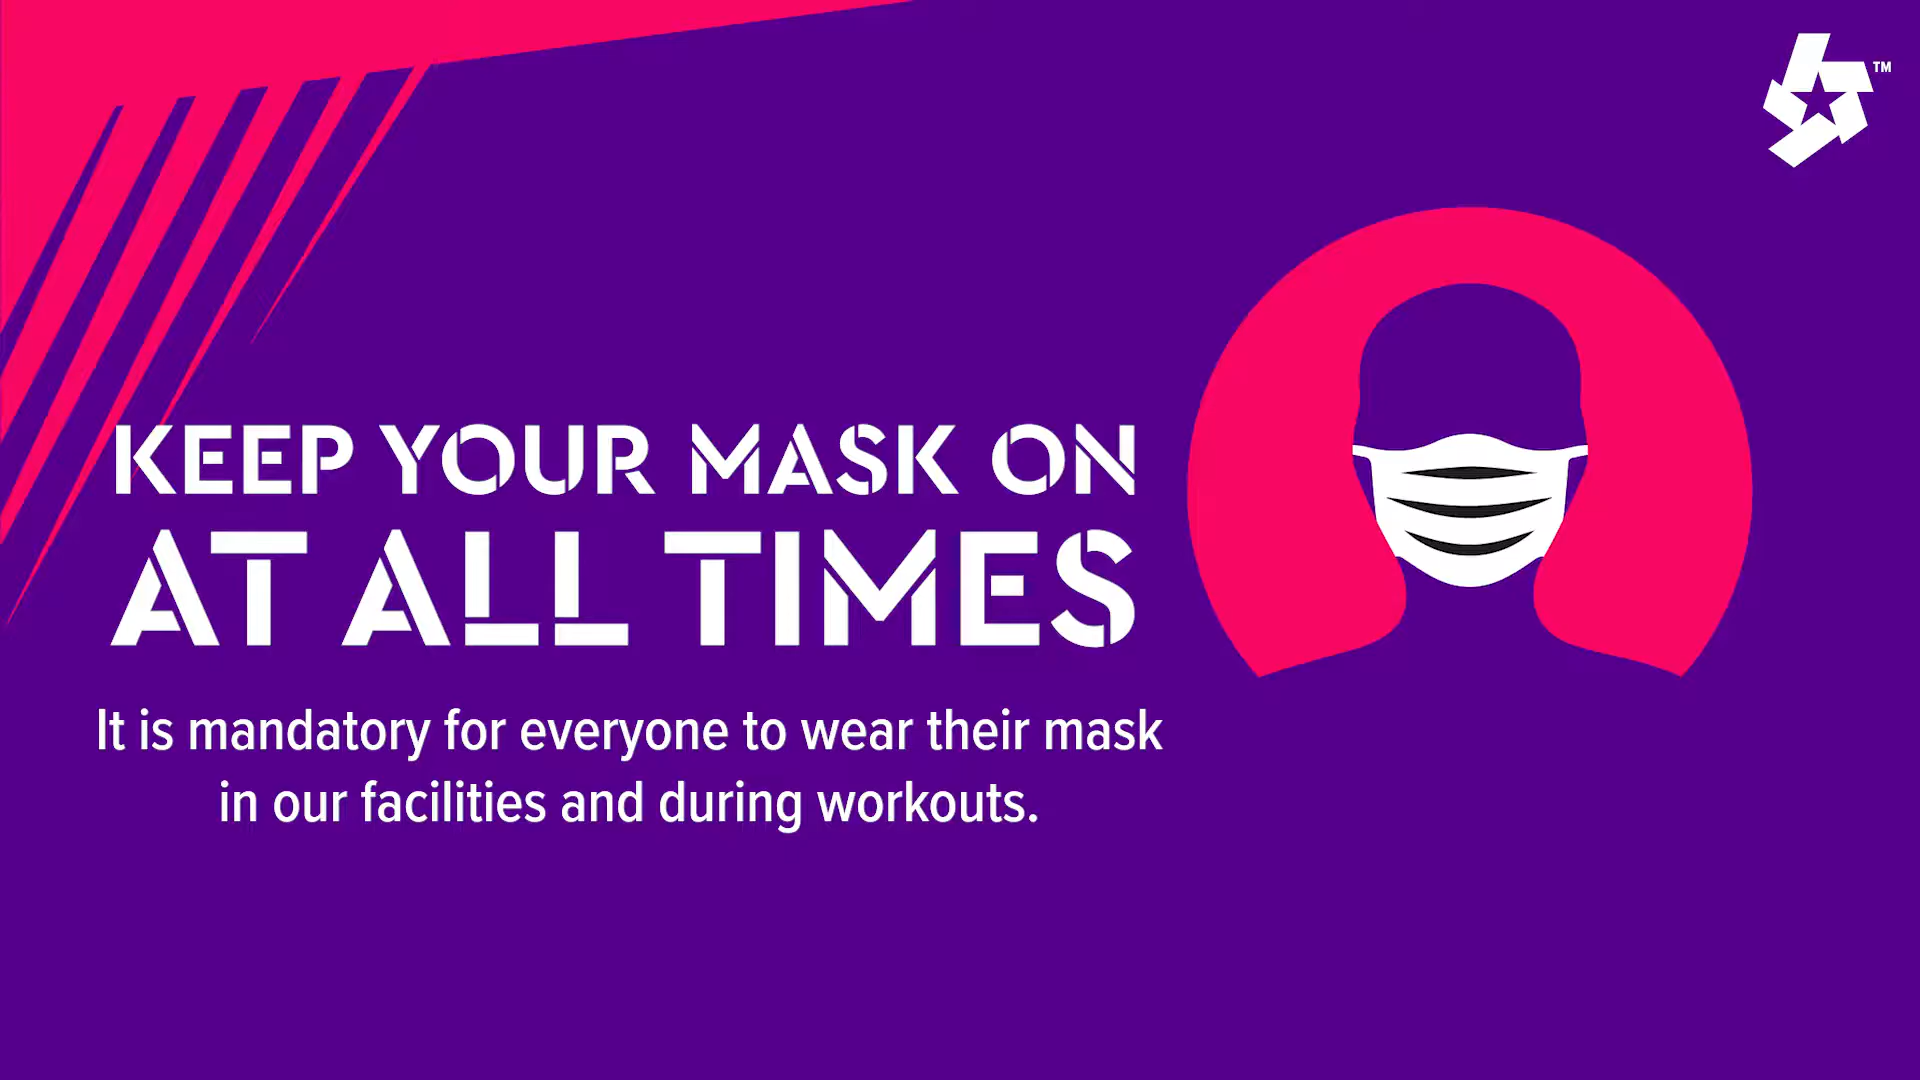 TM
KEEP YOUR MASK ON
AT ALL TIMES
It is mandatory for everyone to wear their mask
in our facilities and during workouts.